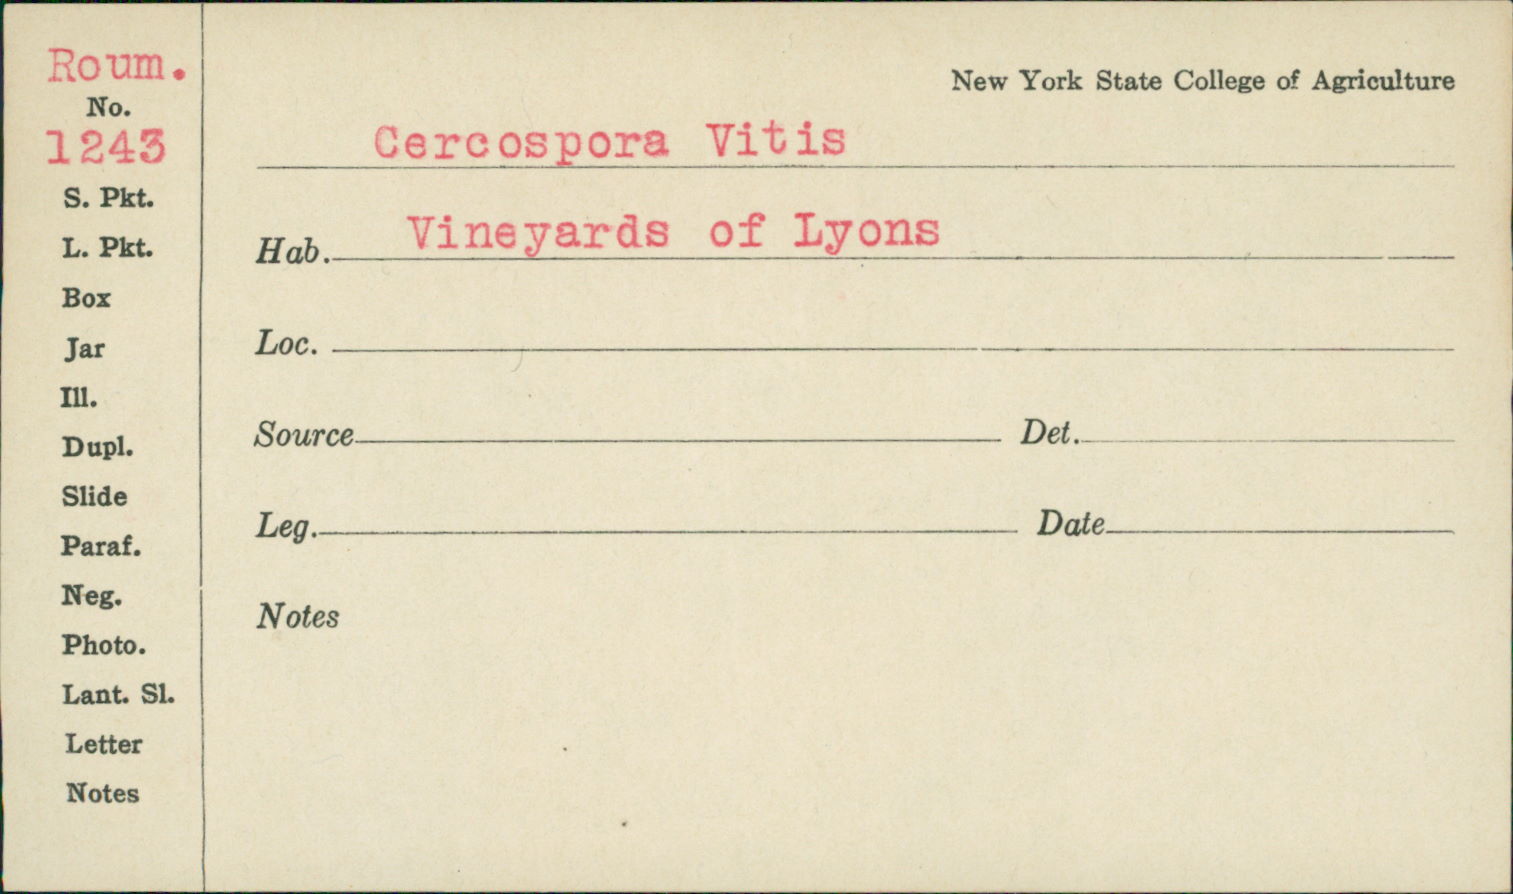 Roum.
No.
1243
S. Pkt.
L. Pkt.
Box
Jar
Ill.
Dupl.
Slide
Paraf.
Neg.
Photo.
Lant. Sl.
Letter
Notes
New York State College of Agriculture
Cercospora Vitis
Hab. Vineyards of Lyons
Loc.
Source Det.
Leg. Date
Notes